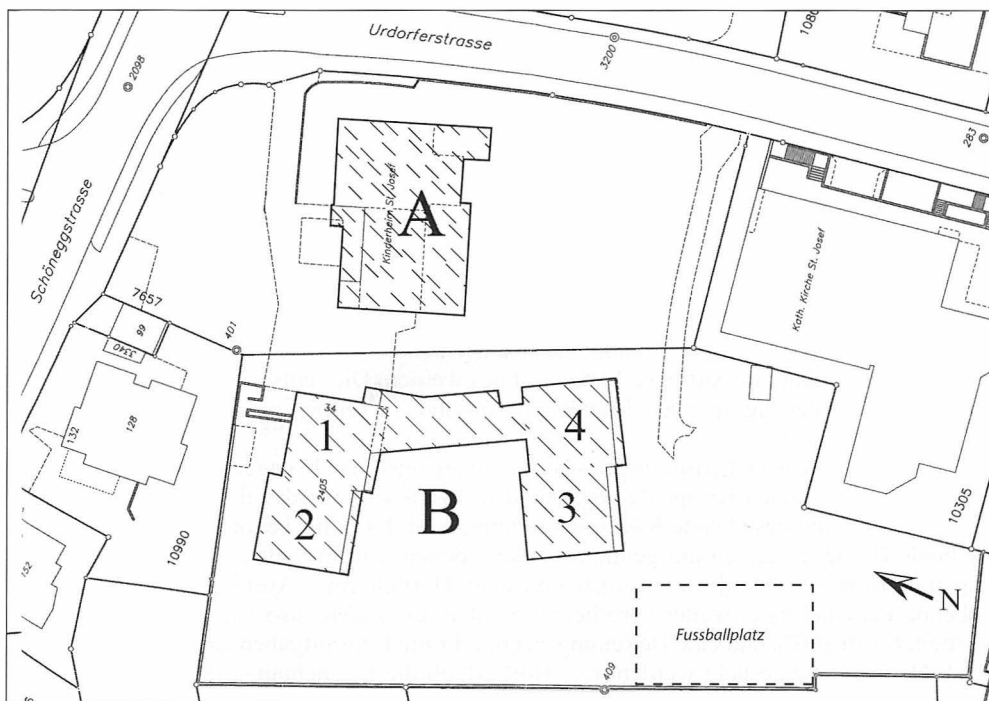 Urdorferstrasse
1080
2098
3200
283
Schöneggstrasse
A
Kinderheim St. Josef
Kath. Kirche St. Josef
7657
99
3340
401
128
132
34
5
1
4
2405
2
B
3
10305
10990
152
N
Fussballplatz
409